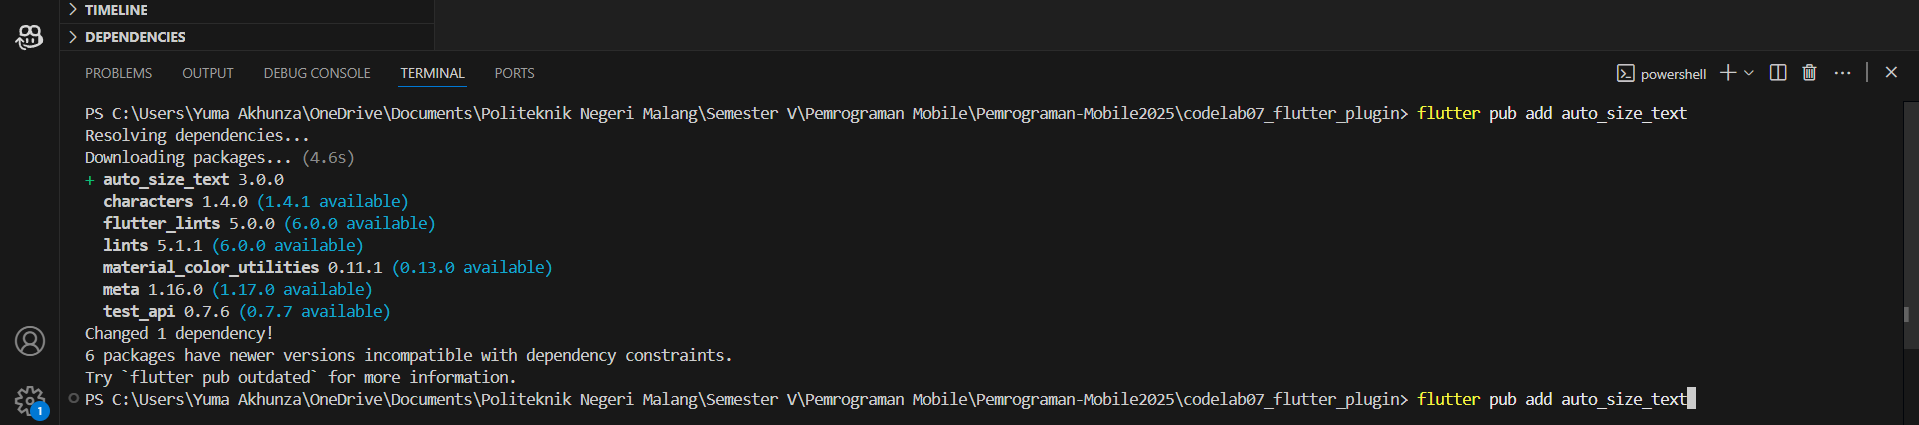 TIMELINE
DEPENDENCIES
PROBLEMS OUTPUT DEBUG CONSOLE TERMINAL PORTS powershell
PS C:\Users\Yuma Akhunza\OneDrive\Documents\Politeknik Negeri Malang\Semester V\Pemrograman Mobile\Pemrograman-Mobile2025\codelab07_flutter_plugin> flutter pub add auto_size_text
Resolving dependencies...
Downloading packages... (4.6s)
+ auto_size_text 3.0.0
characters 1.4.0 (1.4.1 available)
flutter_lints 5.0.0 (6.0.0 available)
lints 5.1.1 (6.0.0 available)
material_color_utilities 0.11.1 (0.13.0 available)
meta 1.16.0 (1.17.0 available)
test_api 0.7.6 (0.7.7 available)
Changed 1 dependency!
6 packages have newer versions incompatible with dependency constraints.
Try `flutter pub outdated` for more information.
PS C:\Users\Yuma Akhunza\OneDrive\Documents\Politeknik Negeri Malang\Semester V\Pemrograman Mobile\Pemrograman-Mobile2025\codelab07_flutter_plugin> flutter pub add auto_size_text
1